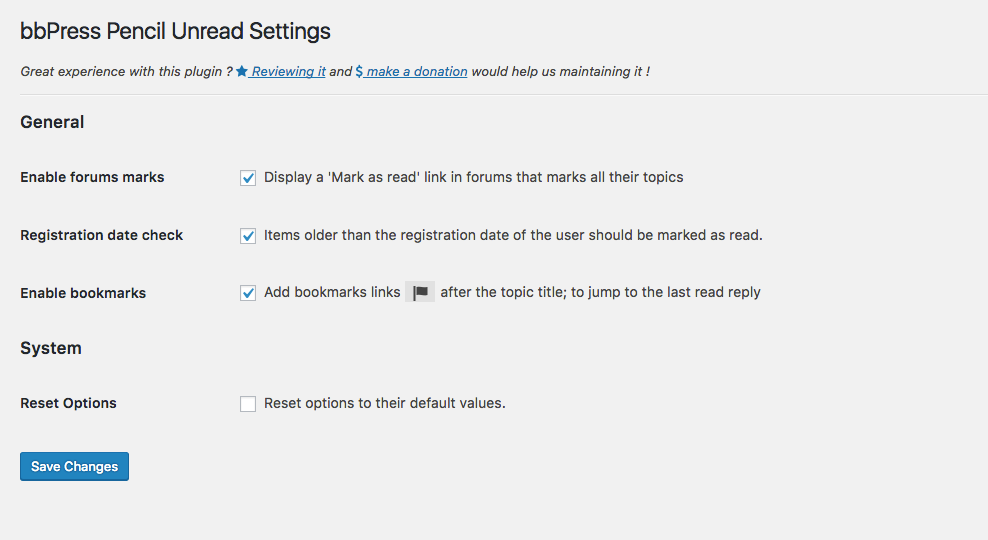 bbPress Pencil Unread Settings
Great experience with this plugin ? Reviewing it and $ make a donation would help us maintaining it !
General
Enable forums marks Display a 'Mark as read' link in forums that marks all their topics
Registration date check Items older than the registration date of the user should be marked as read.
Enable bookmarks Add bookmarks links after the topic title; to jump to the last read reply
System
Reset Options Reset options to their default values.
Save Changes